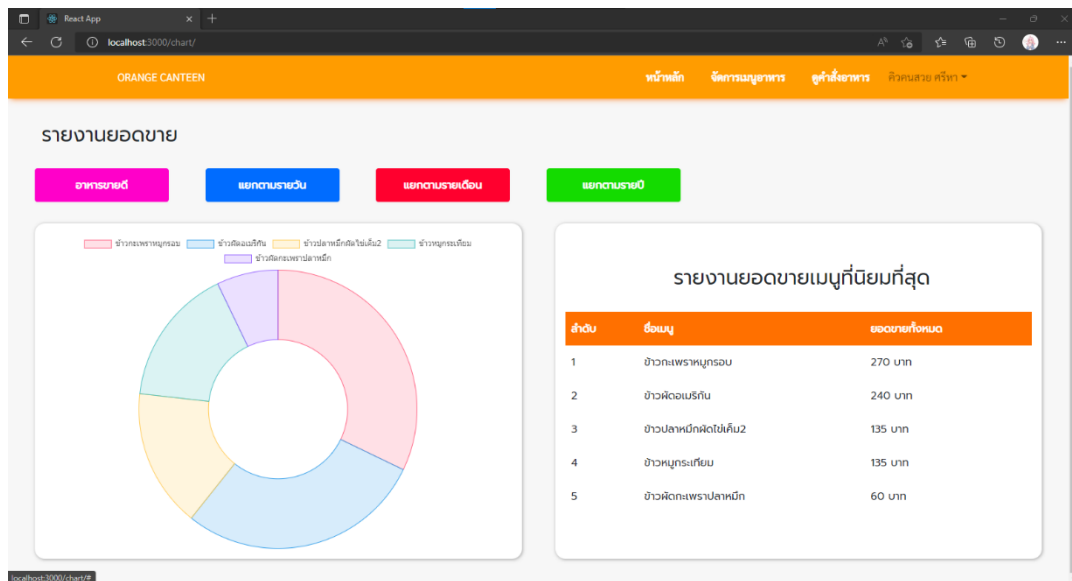 React App
localhost:3000/chart/
ORANGE CANTEEN หน้าหลัก จัดการเมนูอาหาร ดูคำสั่งอาหาร คิวคนสวย ศรีทา
รายงานยอดขาย
อาหารขายดี แยกตามรายวัน แยกตามรายเดือน แยกตามรายปี
ข้าวกะเพราหมูกรอบ ข้าวผัดอเมริกัน ข้าวปลาหมึกผัดไข่เค็ม2 ข้าวหมูกระเทียม
ข้าวผัดกะเพราปลาหมึก
รายงานยอดขายเมนูที่นิยมที่สุด
ลำดับ ชื่อเมนู ยอดขายทั้งหมด
1 ข้าวกะเพราหมูกรอบ 270 บาท
2 ข้าวผัดอเมริกัน 240 บาท
3 ข้าวปลาหมึกผัดไข่เค็ม2 135 บาท
4 ข้าวหมูกระเทียม 135 บาท
5 ข้าวผัดกะเพราปลาหมึก 60 บาท
localhost:3000/chart/#